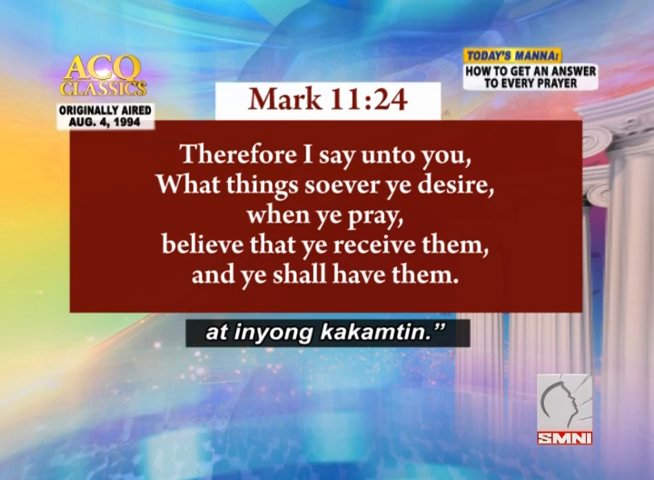 ACQ
CLASSICS
ORIGINALLY AIRED
AUG. 4, 1994
TODAY'S MANNA:
HOW TO GET AN ANSWER
TO EVERY PRAYER
Mark 11:24
Therefore I say unto you,
What things soever ye desire,
when ye pray,
believe that ye receive them,
and ye shall have them.
at inyong kakamtin.”
SMNI